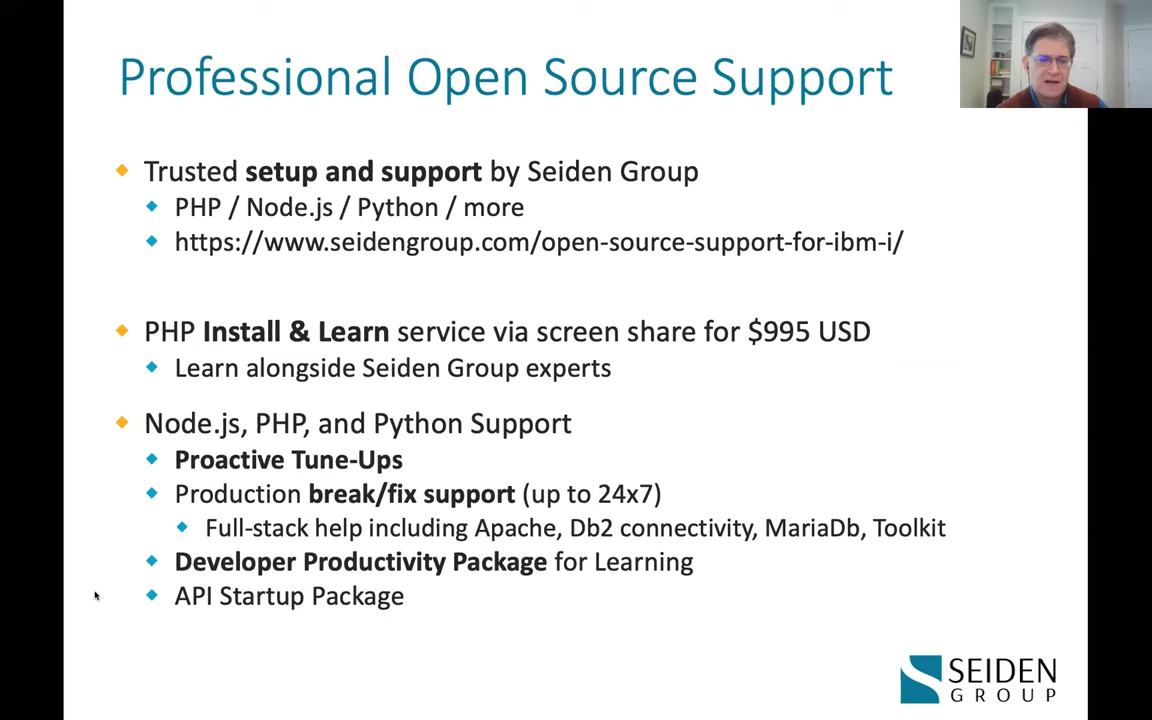 Professional Open Source Support
Trusted setup and support by Seiden Group
PHP / Node.js / Python / more
https://www.seidengroup.com/open-source-support-for-ibm-i/
PHP Install & Learn service via screen share for $995 USD
Learn alongside Seiden Group experts
Node.js, PHP, and Python Support
Proactive Tune-Ups
Production break/fix support (up to 24x7)
Full-stack help including Apache, Db2 connectivity, MariaDb, Toolkit
Developer Productivity Package for Learning
API Startup Package
SEIDEN
GROUP